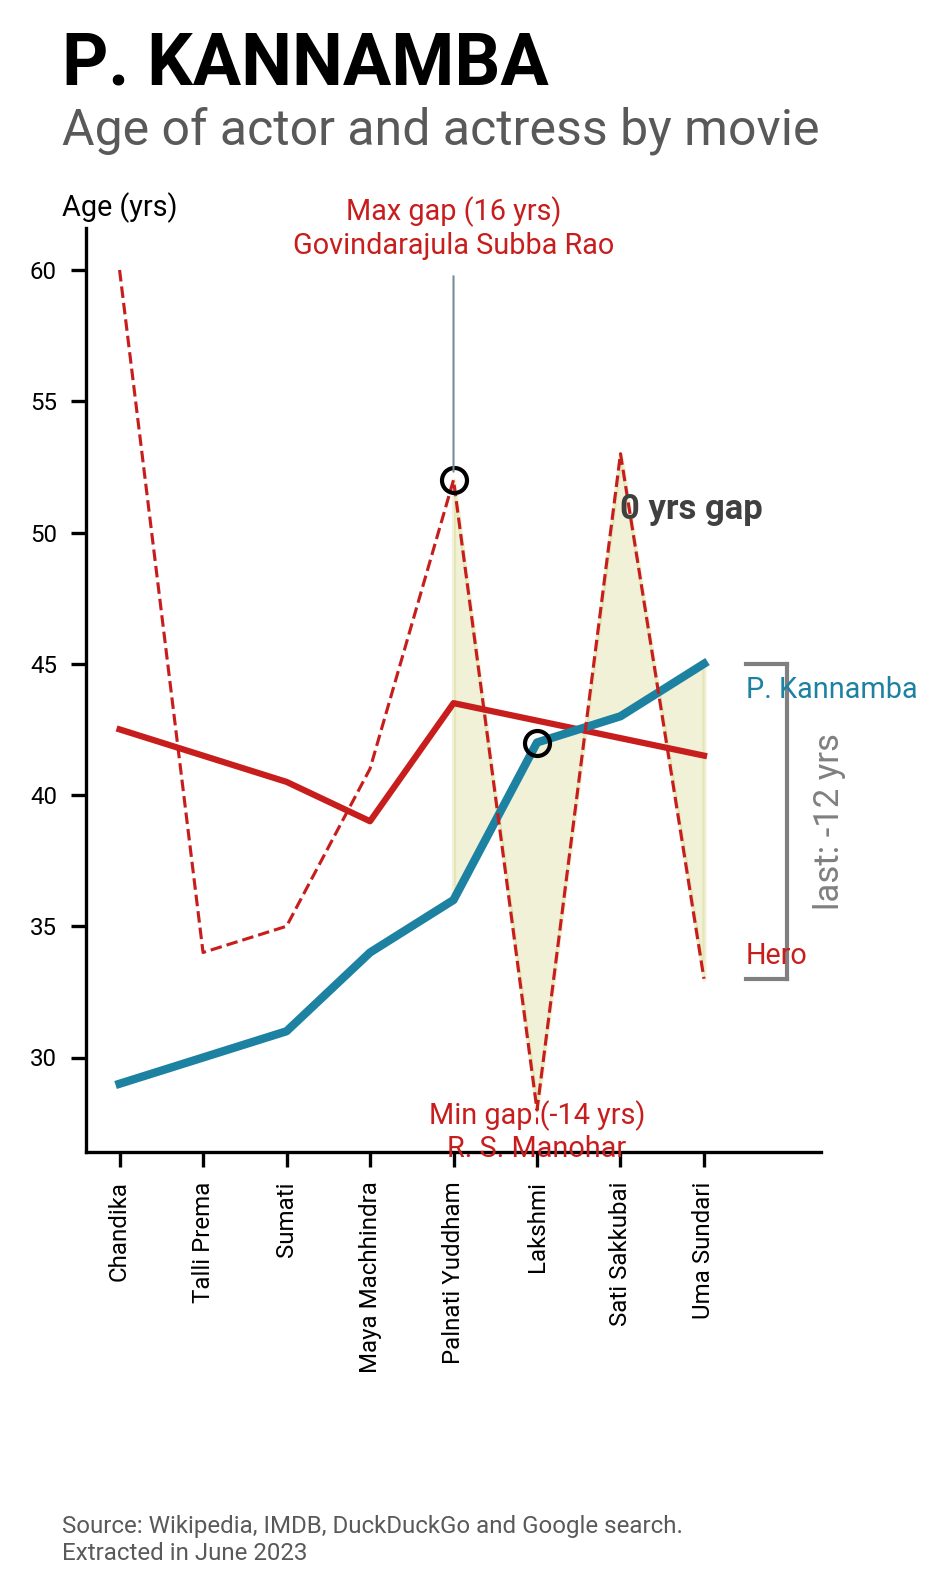 P. KANNAMBA
Age of actor and actress by movie
Age (yrs)
Max gap (16 yrs)
Govindarajula Subba Rao
60
55
50
45
40
35
30
0 yrs gap
P. Kannamba
last: -12 yrs
Hero
Min gap (-14 yrs)
R. S. Manohar
Chandika
Talli Prema
Sumati
Maya Machhindra
Palnati Yuddham
Lakshmi
Sati Sakkubai
Uma Sundari
Source: Wikipedia, IMDB, DuckDuckGo and Google search.
Extracted in June 2023